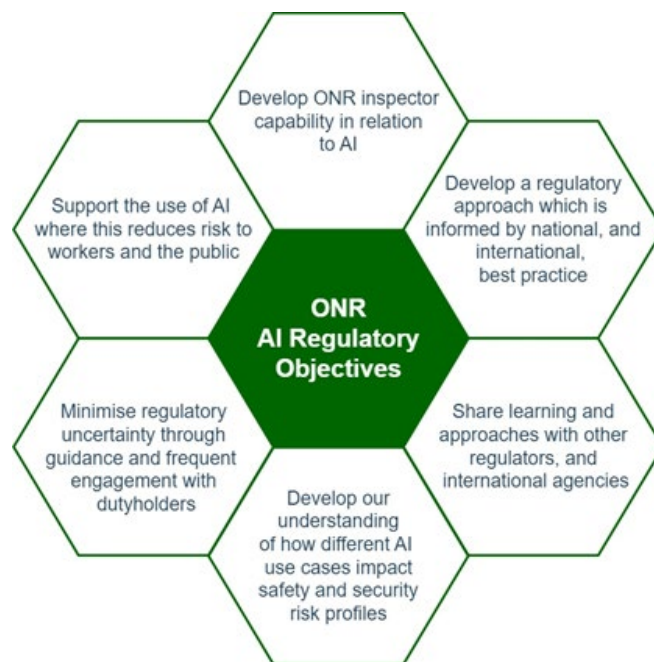 Develop ONR inspector
capability in relation
to AI
Support the use of AI
where this reduces risk to
workers and the public
Develop a regulatory
approach which is
informed by national, and
international,
best practice
ONR
AI Regulatory
Objectives
Minimise regulatory
uncertainty through
guidance and frequent
engagement with
dutyholders
Share learning and
approaches with other
regulators, and
international agencies
Develop our
understanding
of how different AI
use cases impact
safety and security
risk profiles